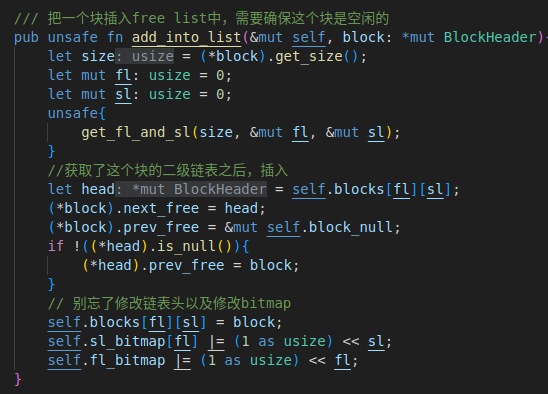 /// 把一个块插入free list中，需要确保这个块是空闲的
pub unsafe fn add_into_list(&mut self, block: *mut BlockHeader){
    let size: usize = (*block).get_size();
    let mut fl: usize = 0;
    let mut sl: usize = 0;
    unsafe{
        get_fl_and_sl(size, &mut fl, &mut sl);
    }
    //获取了这个块的二级链表之后，插入
    let head: *mut BlockHeader = self.blocks[fl][sl];
    (*block).next_free = head;
    (*block).prev_free = &mut self.block_null;
    if !((*head).is_null()){
        (*head).prev_free = block;
    }
    // 别忘了修改链表头以及修改bitmap
    self.blocks[fl][sl] = block;
    self.sl_bitmap[fl] |= (1 as usize) << sl;
    self.fl_bitmap |= (1 as usize) << fl;
}